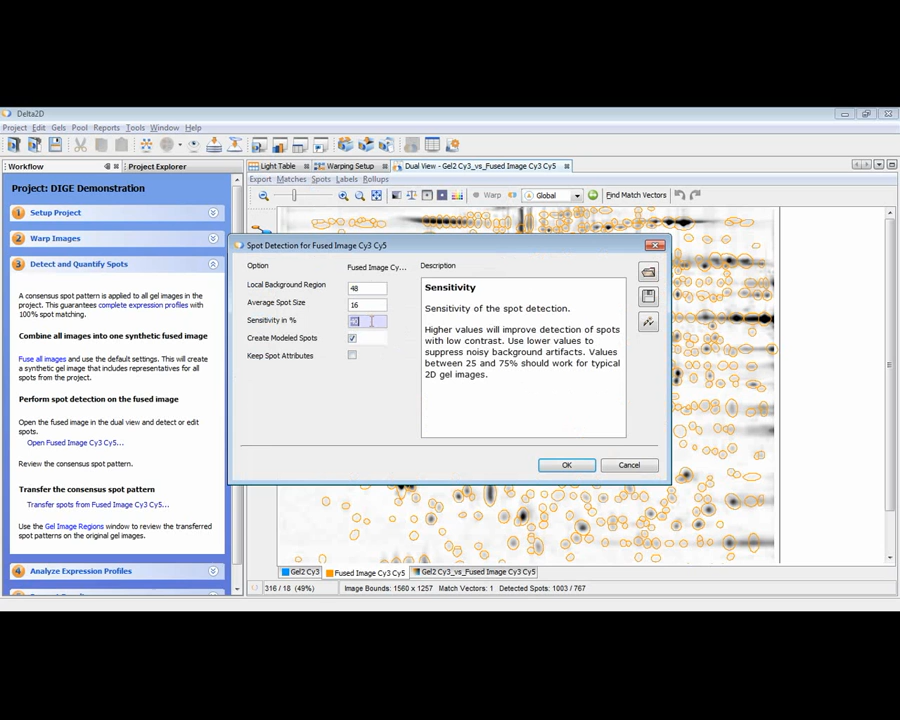 Delta2D
Project Edit Gels Pool Reports Tools Window Help
Workflow
Project Explorer
Light Table
Warping Setup
Dual View - Gel2 Cy3_vs_Fused Image Cy3 Cy5
Export Matches Spots Labels Rollups
Warp
Global
Find Match Vectors
Project: DIGE Demonstration
1 Setup Project
2 Warp Images
3 Detect and Quantify Spots
A consensus spot pattern is applied to all gel images in the
project. This guarantees complete expression profiles with
100% spot matching.
Combine all images into one synthetic fused image
Fuse all images and use the default settings. This will create
a synthetic gel image that includes representatives for all
spots from the project.
Perform spot detection on the fused image
Open the fused image in the dual view and detect or edit
spots.
Open Fused Image Cy3 Cy5...
Review the consensus spot pattern.
Transfer the consensus spot pattern
Transfer spots from Fused Image Cy3 Cy5...
Use the Gel Image Regions window to review the transferred
spot patterns on the original gel images.
4 Analyze Expression Profiles
Spot Detection for Fused Image Cy3 Cy5
Option
Fused Image Cy...
Description
Local Background Region
48
Average Spot Size
16
Sensitivity in %
Create Modeled Spots
Keep Spot Attributes
Sensitivity
Sensitivity of the spot detection.
Higher values will improve detection of spots
with low contrast. Use lower values to
suppress noisy background artifacts. Values
between 25 and 75% should work for typical
2D gel images.
OK
Cancel
Gel2 Cy3
Fused Image Cy3 Cy5
Gel2 Cy3_vs_Fused Image Cy3 Cy5
316 / 18 (49%)
Image Bounds: 1560 x 1257 Match Vectors: 1 Detected Spots: 1003 / 767